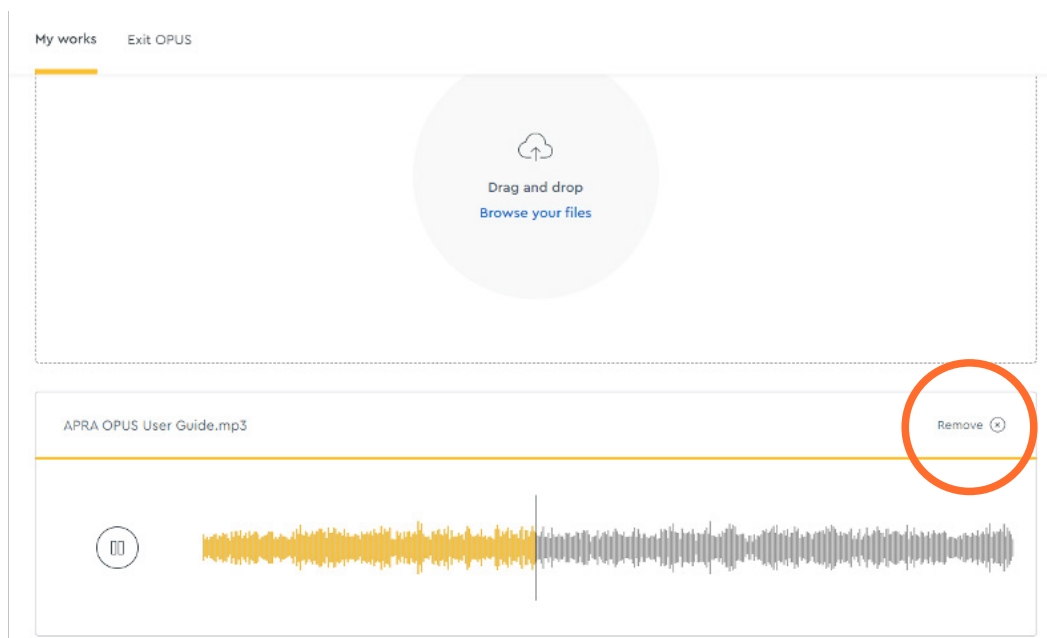 My works Exit OPUS
Drag and drop
Browse your files
APRA OPUS User Guide.mp3 Remove